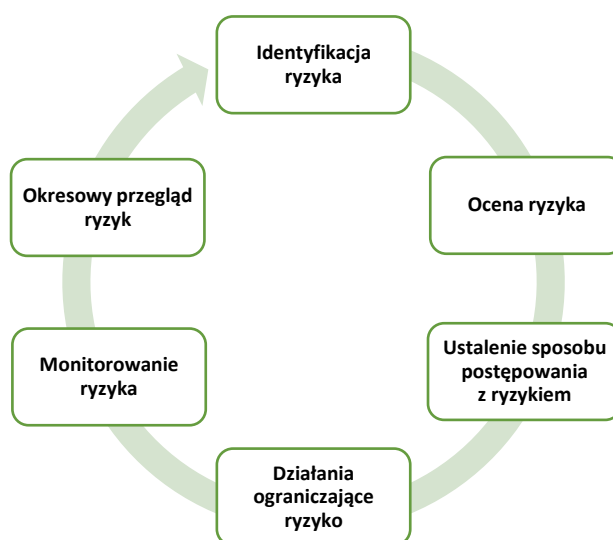 Identyfikacja
ryzyka
Ocena ryzyka
Ustalenie sposobu
postępowania
z ryzykiem
Działania
ograniczające
ryzyko
Monitorowanie
ryzyka
Okresowy przegląd
ryzyk